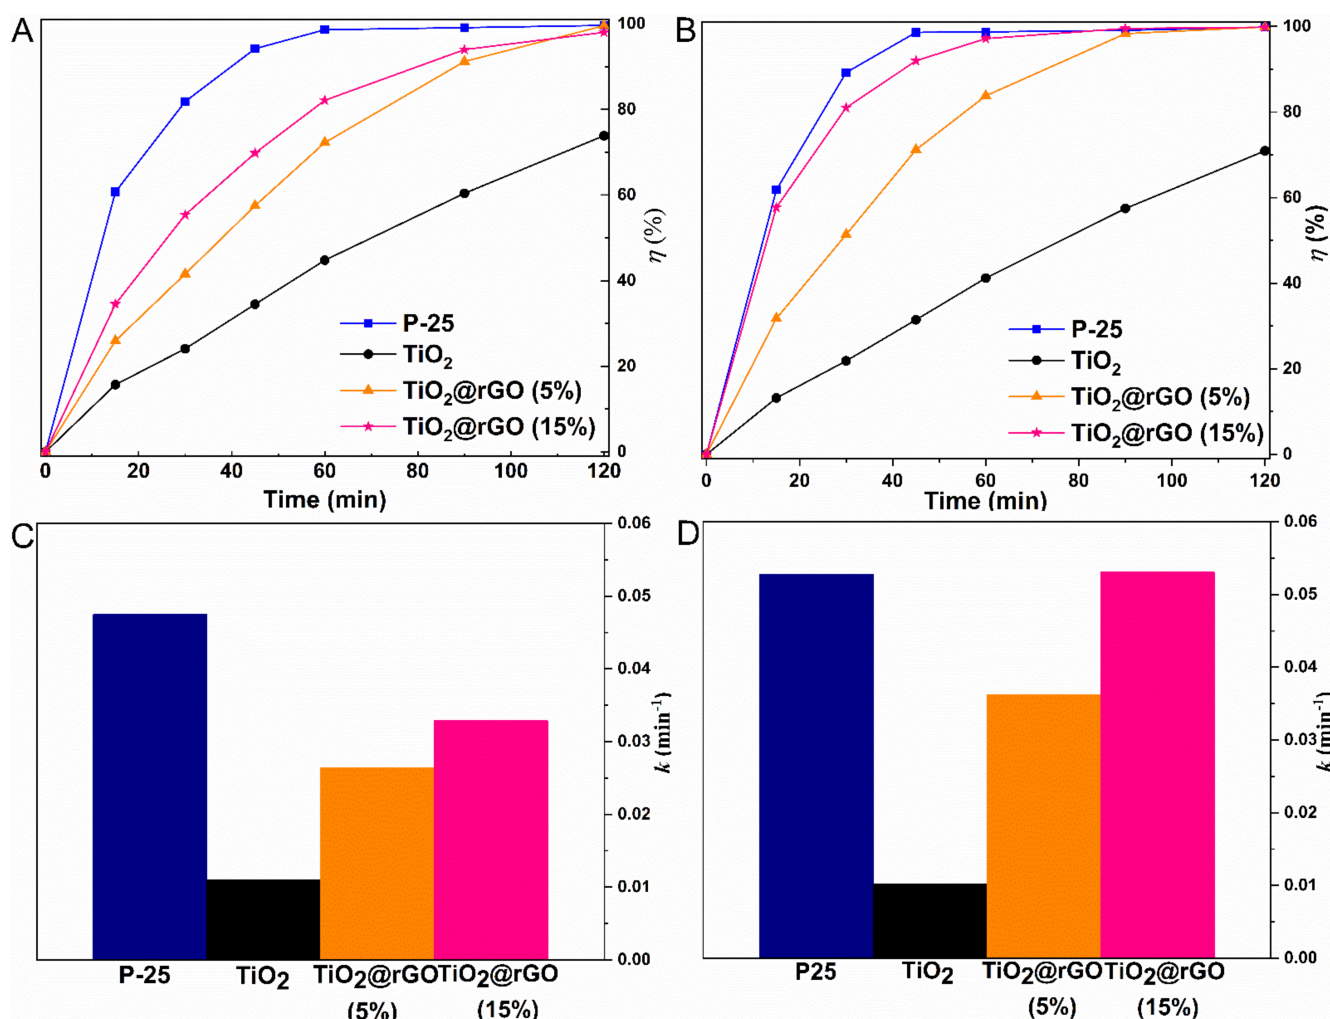 A
100
80
60
40
20
0
η (%)
P-25
TiO2
TiO2@rGO (5%)
TiO2@rGO (15%)
0 20 40 60 80 100 120
Time (min)
B
100
80
60
40
20
0
η (%)
P-25
TiO2
TiO2@rGO (5%)
TiO2@rGO (15%)
0 20 40 60 80 100 120
Time (min)
C
0.06
0.05
0.04
0.03
0.02
0.01
0.00
k (min-1)
P-25 TiO2 TiO2@rGO TiO2@rGO
(5%) (15%)
D
0.06
0.05
0.04
0.03
0.02
0.01
0.00
k (min-1)
P25 TiO2 TiO2@rGO TiO2@rGO
(5%) (15%)